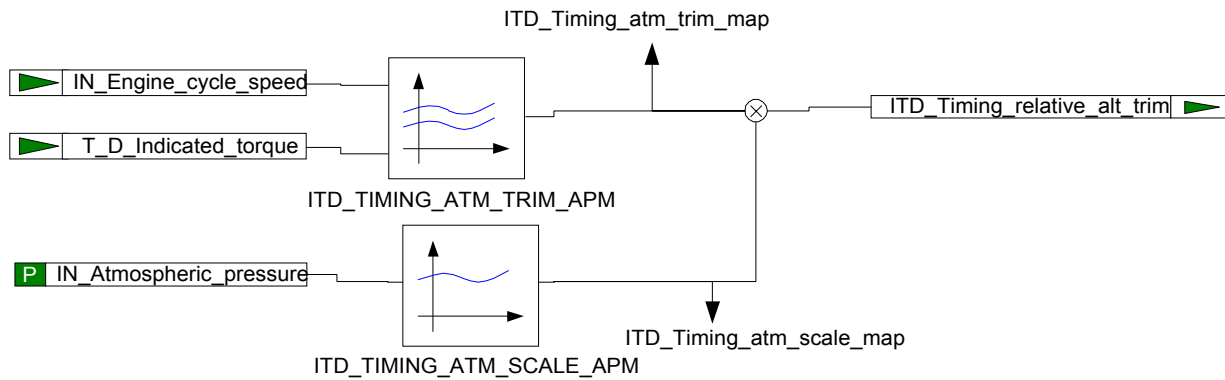 ITD_Timing_atm_trim_map
IN_Engine_cycle_speed
ITD_Timing_relative_alt_trim
T_D_Indicated_torque
ITD_TIMING_ATM_TRIM_APM
P IN_Atmospheric_pressure
ITD_Timing_atm_scale_map
ITD_TIMING_ATM_SCALE_APM